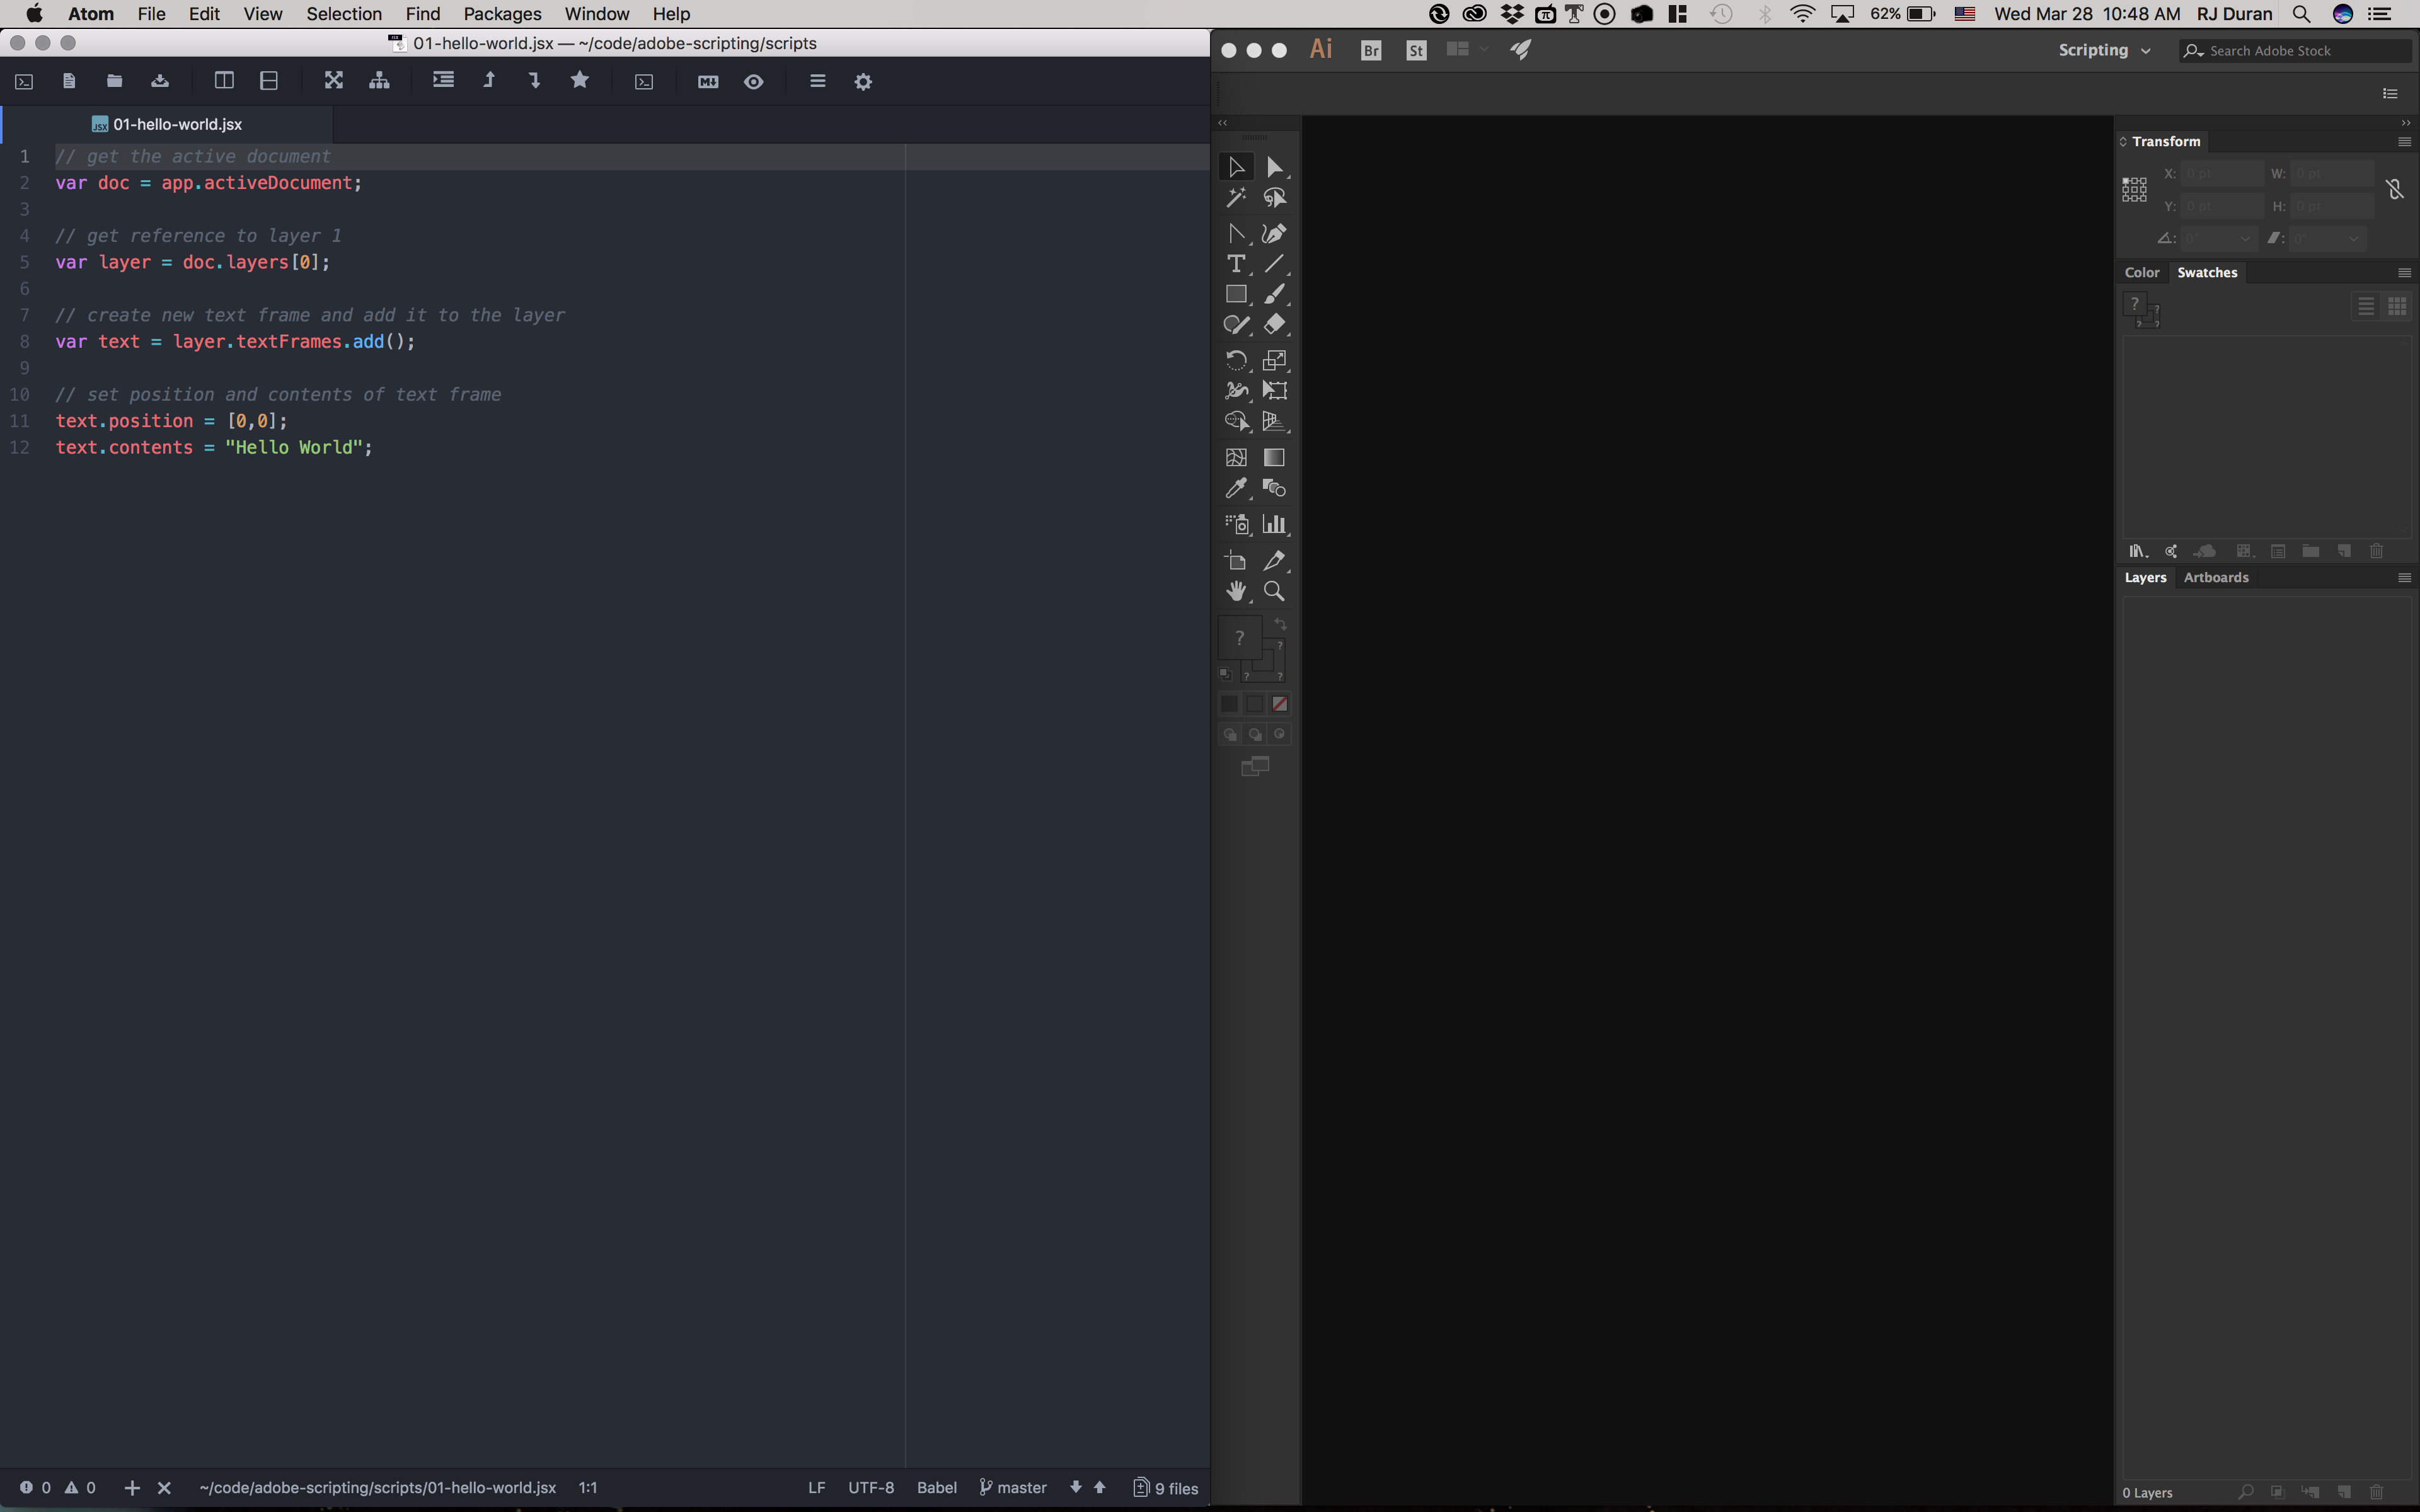 Atom File Edit View Selection Find Packages Window Help
62% Wed Mar 28 10:48 AM RJ Duran
01-hello-world.jsx — ~/code/adobe-scripting/scripts
01-hello-world.jsx
1 // get the active document
2 var doc = app.activeDocument;
3
4 // get reference to layer 1
5 var layer = doc.layers[0];
6
7 // create new text frame and add it to the layer
8 var text = layer.textFrames.add();
9
10 // set position and contents of text frame
11 text.position = [0,0];
12 text.contents = "Hello World";
0 0 ~/code/adobe-scripting/scripts/01-hello-world.jsx 1:1 LF UTF-8 Babel master 9 files
Ai Br St Scripting Search Adobe Stock
Transform
X: 0 pt W: 0 pt
Y: 0 pt H: 0 pt
0° 0°
Color Swatches
Layers Artboards
0 Layers